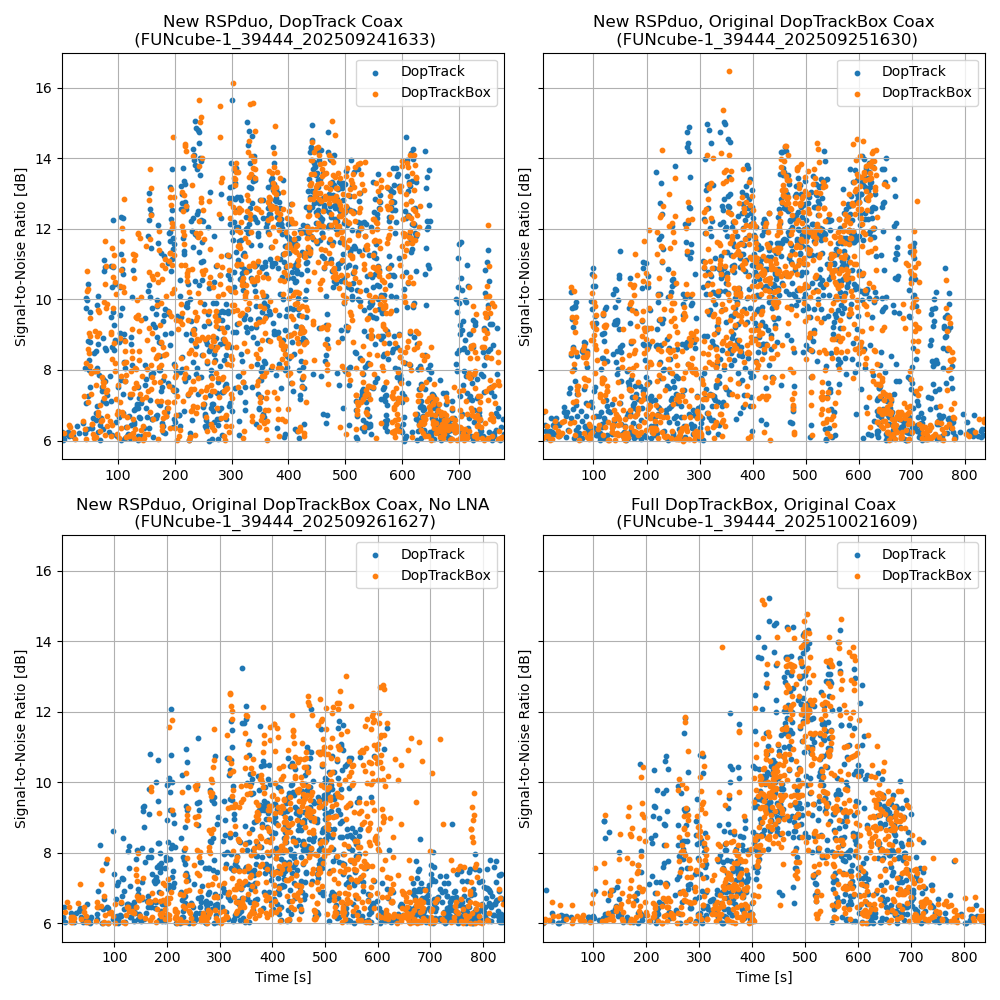 New RSPduo, DopTrack Coax
(FUNcube-1_39444_202509241633)
Signal-to-Noise Ratio [dB]
16
14
12
10
8
6
100 200 300 400 500 600 700
DopTrack
DopTrackBox
New RSPduo, Original DopTrackBox Coax
(FUNcube-1_39444_202509251630)
Signal-to-Noise Ratio [dB]
100 200 300 400 500 600 700 800
DopTrack
DopTrackBox
New RSPduo, Original DopTrackBox Coax, No LNA
(FUNcube-1_39444_202509261627)
Signal-to-Noise Ratio [dB]
16
14
12
10
8
6
100 200 300 400 500 600 700 800
Time [s]
DopTrack
DopTrackBox
Full DopTrackBox, Original Coax
(FUNcube-1_39444_202510021609)
Signal-to-Noise Ratio [dB]
100 200 300 400 500 600 700 800
Time [s]
DopTrack
DopTrackBox